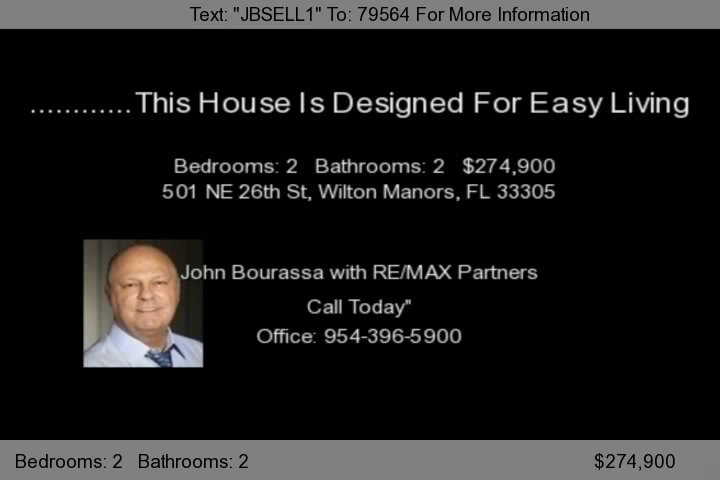 Text: "JBSELL1" To: 79564 For More Information
............This House Is Designed For Easy Living
Bedrooms: 2 Bathrooms: 2 $274,900
501 NE 26th St, Wilton Manors, FL 33305
John Bourassa with RE/MAX Partners
Call Today"
Office: 954-396-5900
Bedrooms: 2 Bathrooms: 2 $274,900